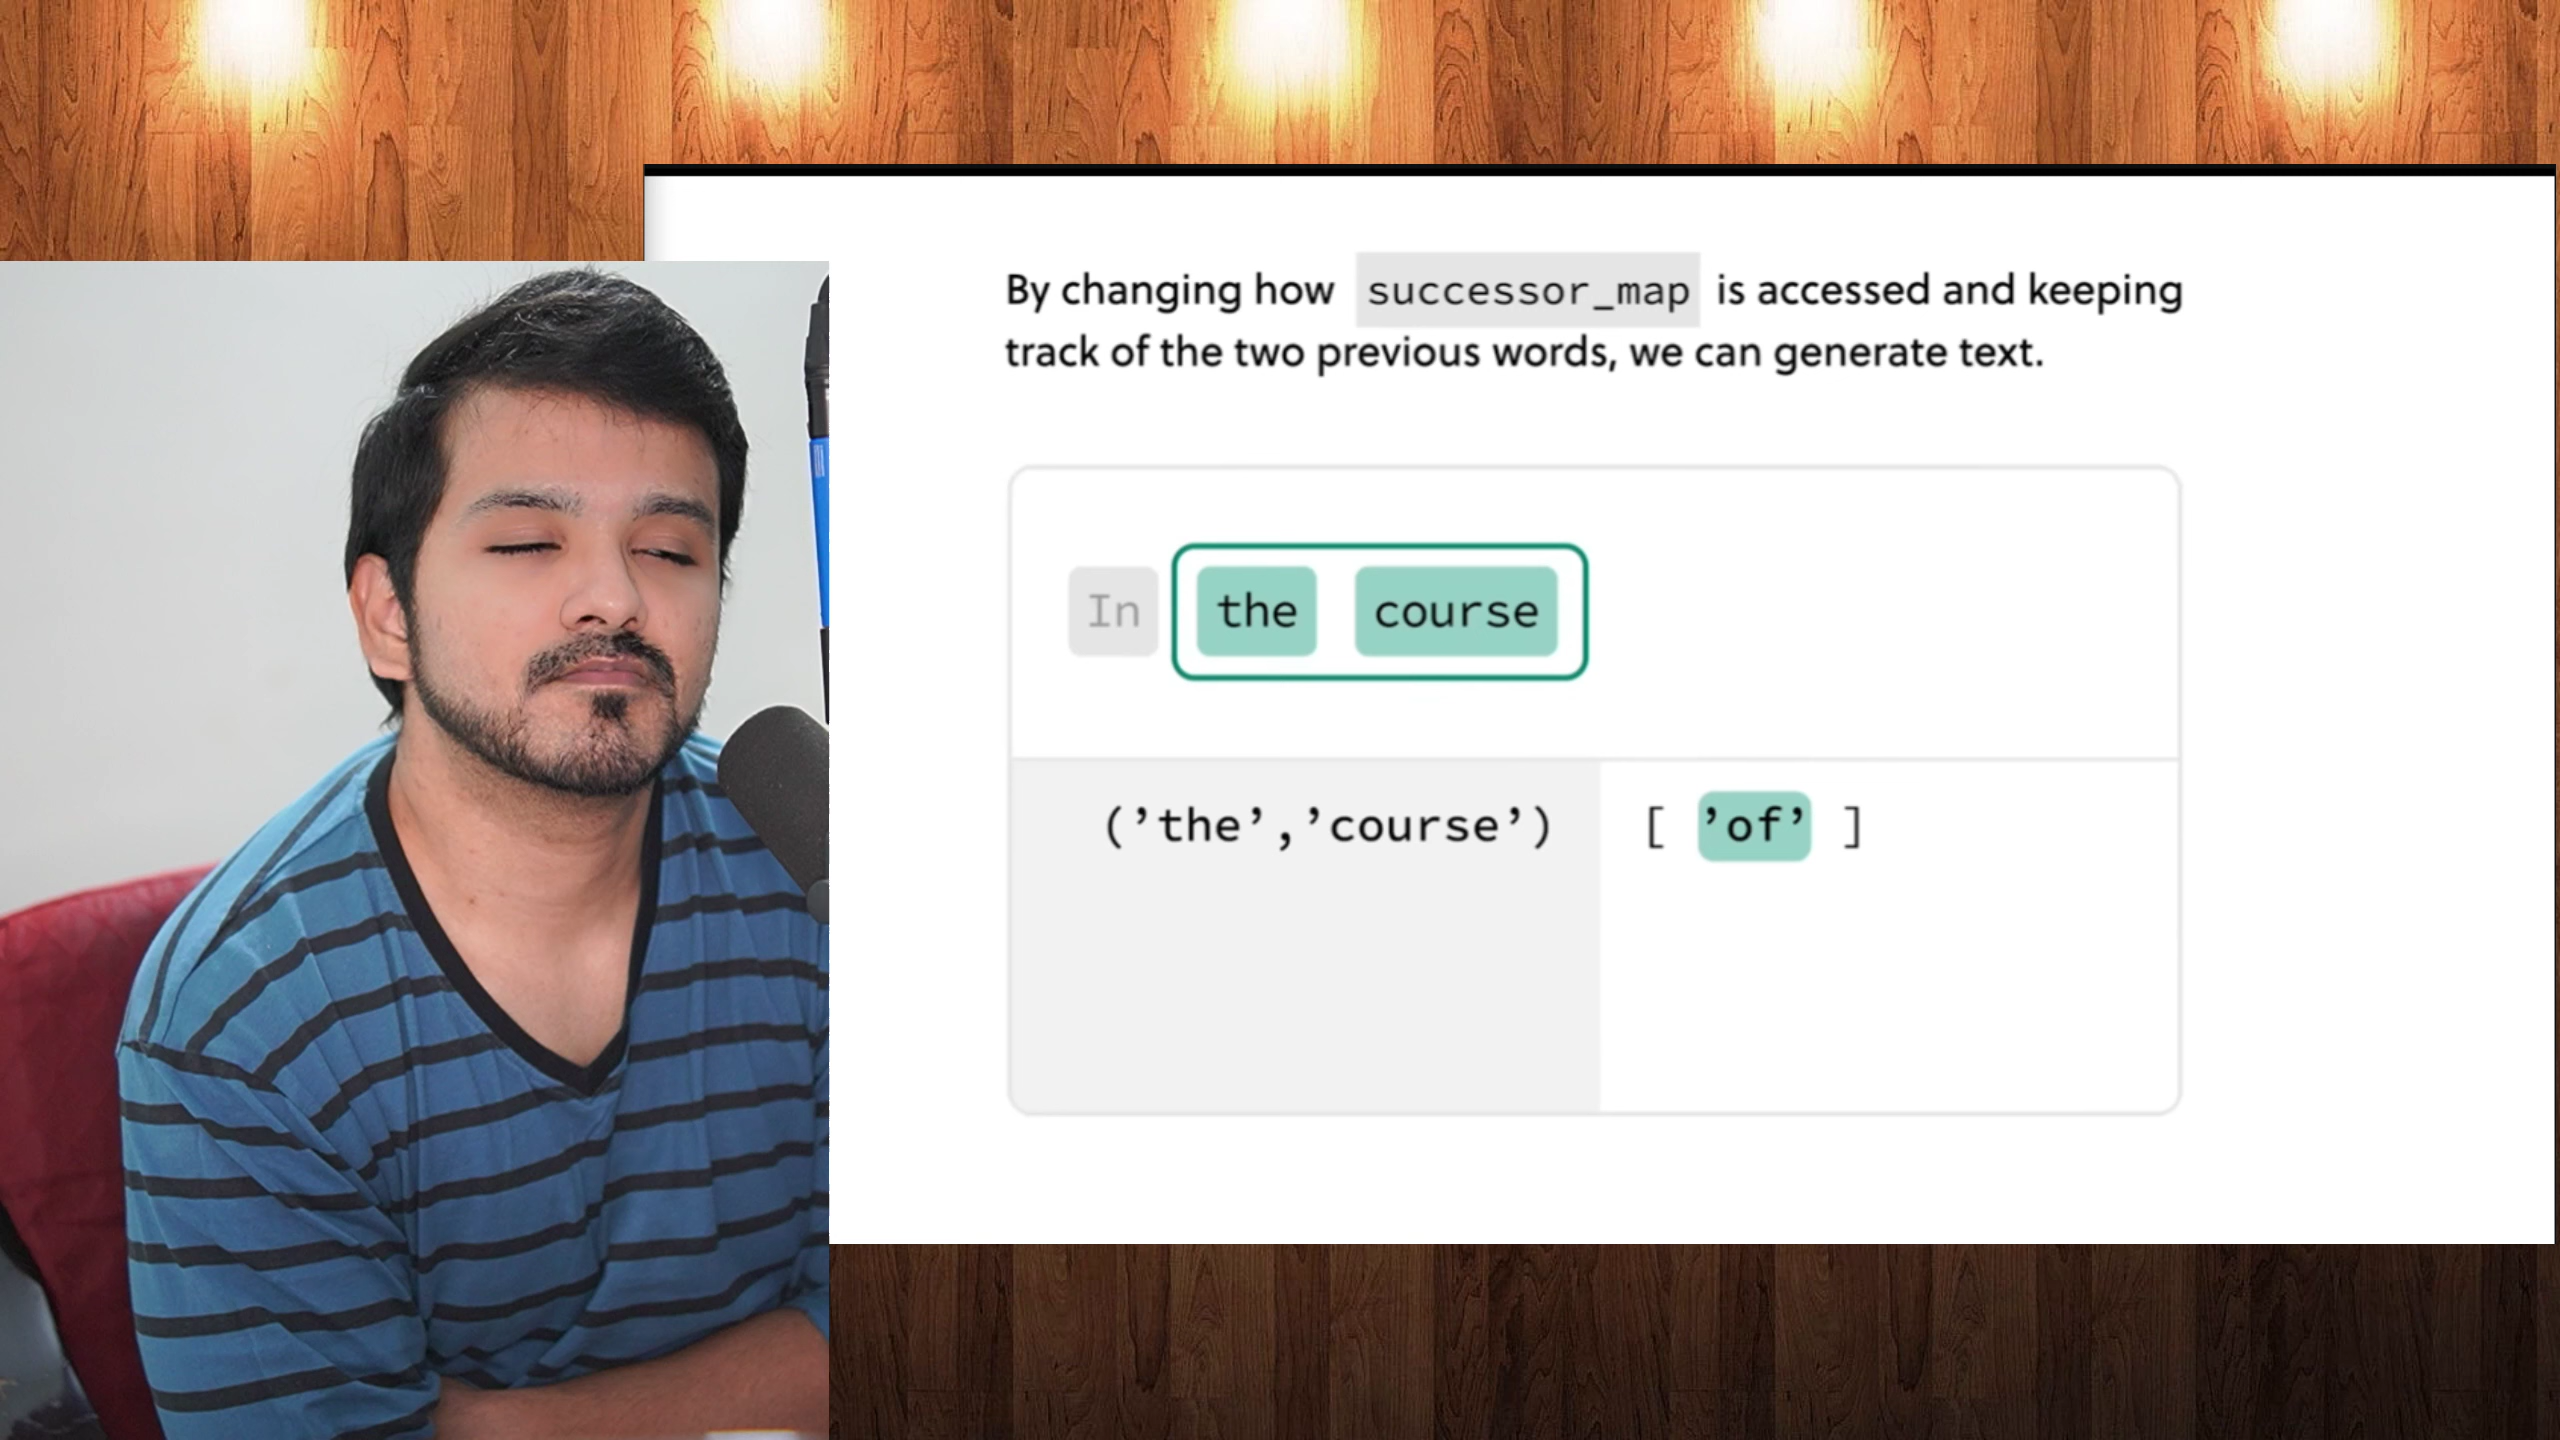 By changing how successor_map is accessed and keeping
track of the two previous words, we can generate text.
In the course
(’the’,’course’) [ ’of’ ]